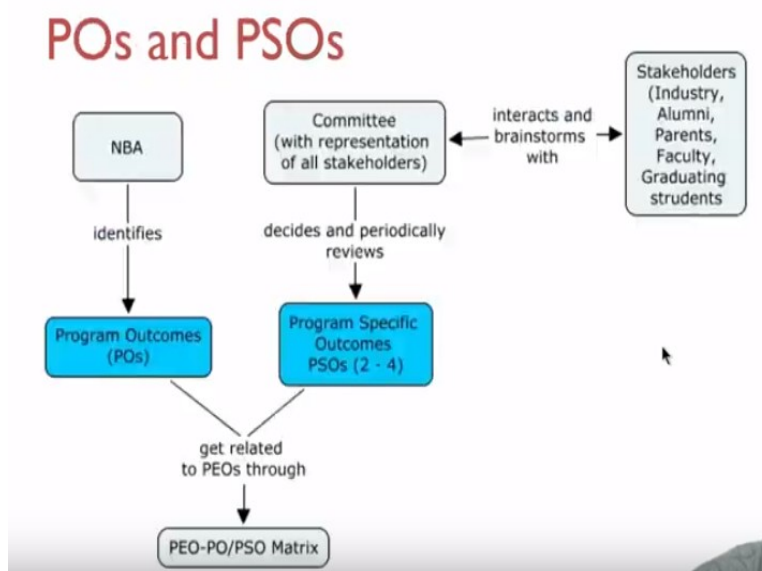 POs and PSOs
NBA
Committee
(with representation
of all stakeholders)
interacts and
brainstorms
with
Stakeholders
(Industry,
Alumni,
Parents,
Faculty,
Graduating
strudents
identifies
decides and periodically
reviews
Program Outcomes
(POs)
Program Specific
Outcomes
PSOs (2 - 4)
get related
to PEOs through
PEO-PO/PSO Matrix